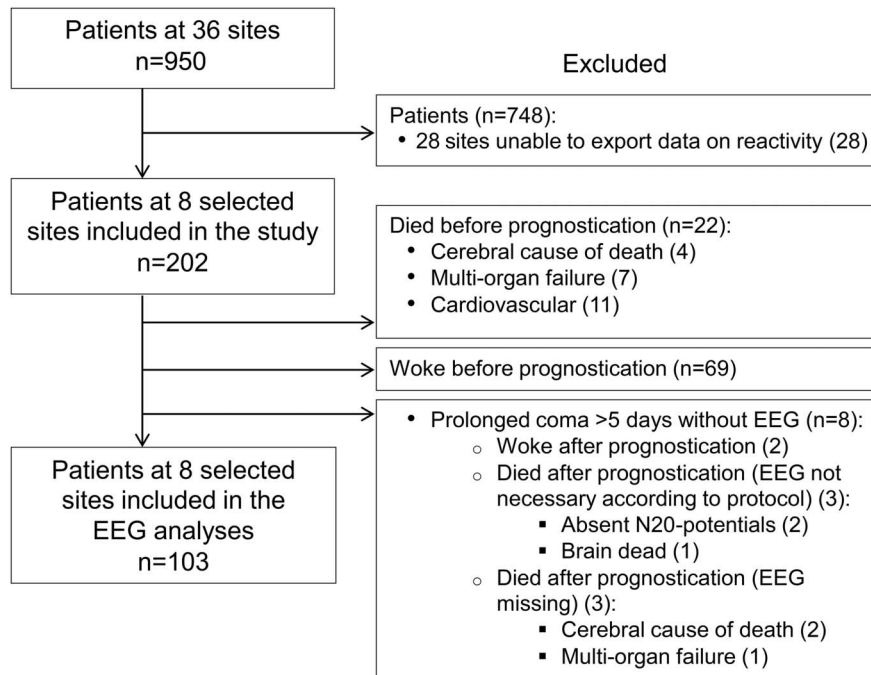 Patients at 36 sites
n=950
Excluded
Patients (n=748):
• 28 sites unable to export data on reactivity (28)
Patients at 8 selected
sites included in the study
n=202
Died before prognostication (n=22):
• Cerebral cause of death (4)
• Multi-organ failure (7)
• Cardiovascular (11)
Woke before prognostication (n=69)
• Prolonged coma >5 days without EEG (n=8):
○ Woke after prognostication (2)
○ Died after prognostication (EEG not
necessary according to protocol) (3):
▪ Absent N20-potentials (2)
▪ Brain dead (1)
○ Died after prognostication (EEG
missing) (3):
▪ Cerebral cause of death (2)
▪ Multi-organ failure (1)
Patients at 8 selected
sites included in the
EEG analyses
n=103